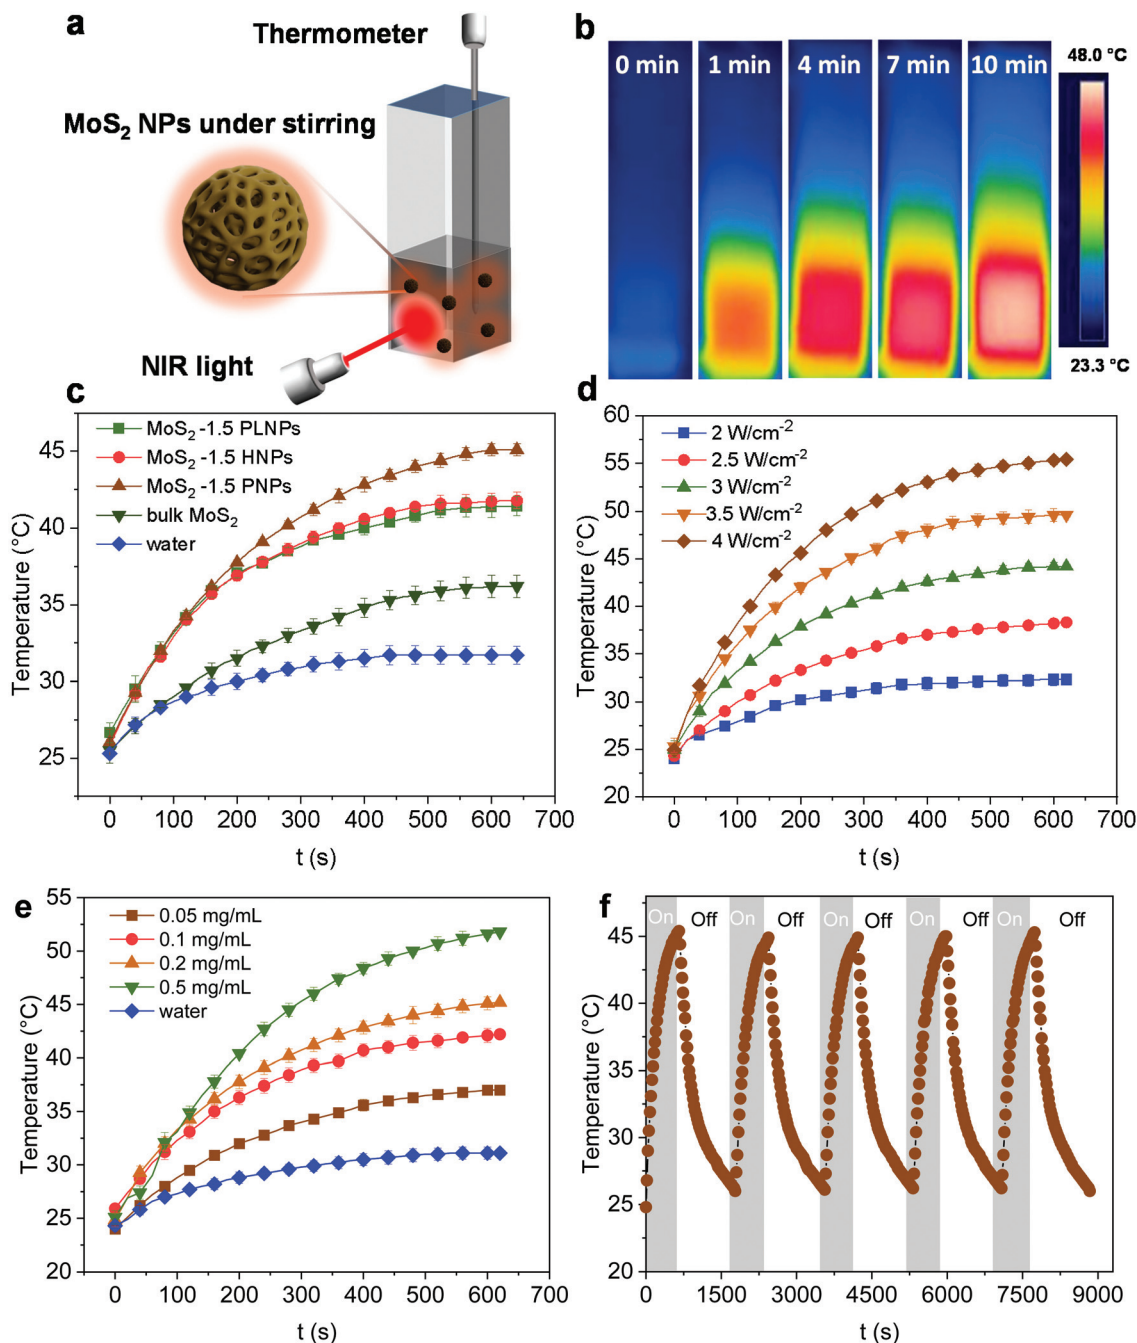 a
Thermometer
MoS₂ NPs under stirring
NIR light
b
0 min
1 min
4 min
7 min
10 min
48.0 °C
23.3 °C
c
MoS₂ -1.5 PLNPs
MoS₂ -1.5 HNPs
MoS₂ -1.5 PNPs
bulk MoS₂
water
Temperature (°C)
45
40
35
30
25
0 100 200 300 400 500 600 700
t (s)
d
2 W/cm⁻²
2.5 W/cm⁻²
3 W/cm⁻²
3.5 W/cm⁻²
4 W/cm⁻²
Temperature (°C)
60
55
50
45
40
35
30
25
20
0 100 200 300 400 500 600 700
t (s)
e
0.05 mg/mL
0.1 mg/mL
0.2 mg/mL
0.5 mg/mL
water
Temperature (°C)
55
50
45
40
35
30
25
20
0 100 200 300 400 500 600 700
t (s)
f
On Off On Off On Off On Off On Off
Temperature (°C)
45
40
35
30
25
20
0 1500 3000 4500 6000 7500 9000
t (s)